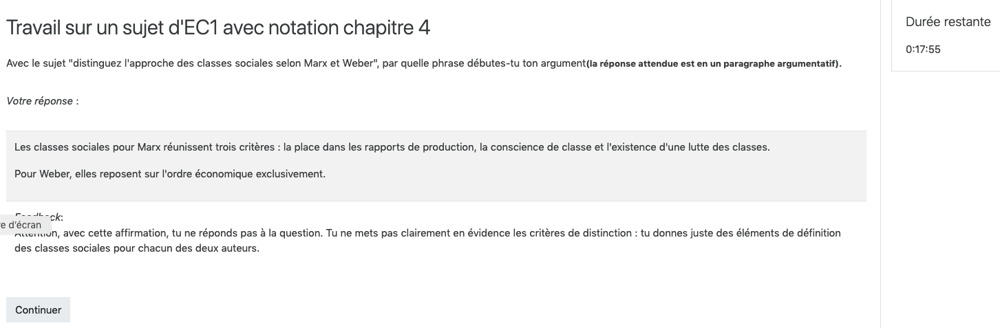 Travail sur un sujet d'EC1 avec notation chapitre 4
Durée restante
0:17:55
Avec le sujet "distinguez l'approche des classes sociales selon Marx et Weber", par quelle phrase débutes-tu ton argument(la réponse attendue est en un paragraphe argumentatif).
Votre réponse :
Les classes sociales pour Marx réunissent trois critères : la place dans les rapports de production, la conscience de classe et l'existence d'une lutte des classes.
Pour Weber, elles reposent sur l'ordre économique exclusivement.
Feedback:
e d'écran
Attention, avec cette affirmation, tu ne réponds pas à la question. Tu ne mets pas clairement en évidence les critères de distinction : tu donnes juste des éléments de définition
des classes sociales pour chacun des deux auteurs.
Continuer